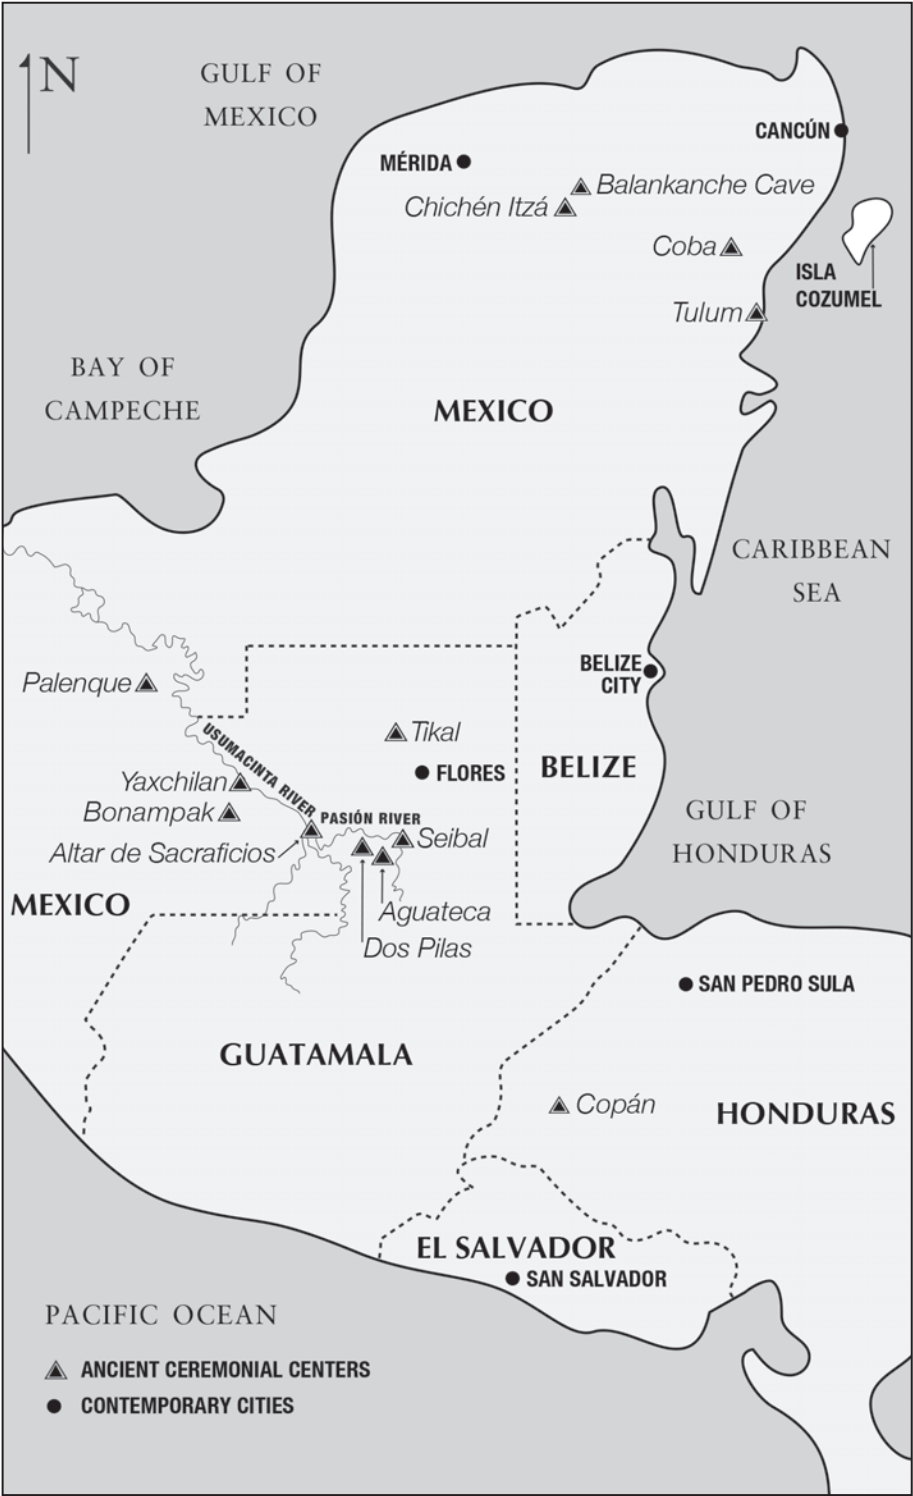 N
GULF OF
MEXICO
CANCÚN
MÉRIDA
Balankanche Cave
Chichén Itzá
Coba
ISLA
COZUMEL
Tulum
BAY OF
CAMPECHE
MEXICO
CARIBBEAN
SEA
BELIZE
CITY
Palenque
USUMACINTA RIVER
Tikal
FLORES
BELIZE
Yaxchilan
Bonampak
PASIÓN RIVER
Seibal
Altar de Sacraficios
GULF OF
HONDURAS
MEXICO
Aguateca
Dos Pilas
SAN PEDRO SULA
GUATAMALA
Copán
HONDURAS
EL SALVADOR
SAN SALVADOR
PACIFIC OCEAN
ANCIENT CEREMONIAL CENTERS
CONTEMPORARY CITIES